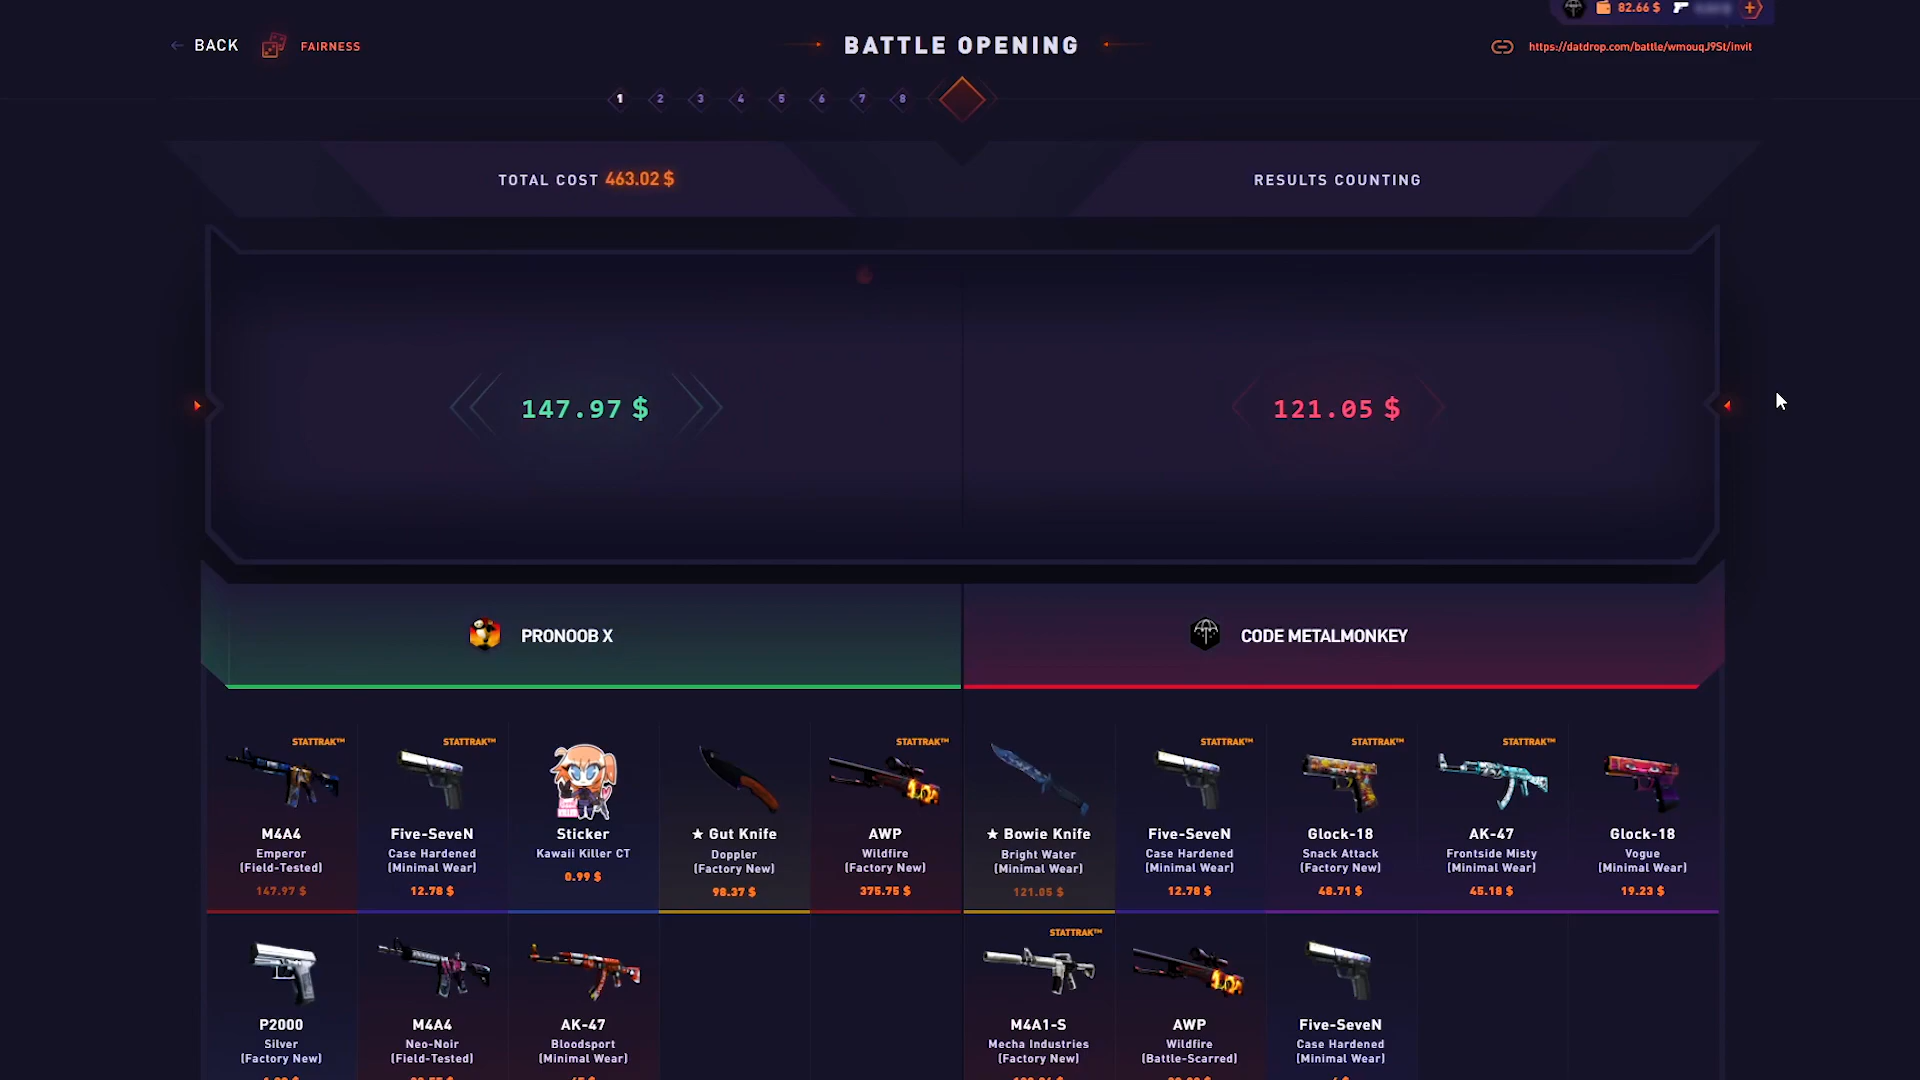 82.66 $
BACK
FAIRNESS
BATTLE OPENING
https://datdrop.com/battle/wmouqJ9St/invit
1 2 3 4 5 6 7 8
TOTAL COST 463.02 $
RESULTS COUNTING
147.97 $
121.05 $
PRONOOB X
CODE METALMONKEY
STATTRAK™ STATTRAK™ STATTRAK™ STATTRAK™ STATTRAK™ STATTRAK™
M4A4 Five-SeveN Sticker ★ Gut Knife AWP ★ Bowie Knife Five-SeveN Glock-18 AK-47 Glock-18
Emperor Case Hardened Kawaii Killer CT Doppler Wildfire Bright Water Case Hardened Snack Attack Frontside Misty Vogue
(Field-Tested) (Minimal Wear) (Factory New) (Factory New) (Minimal Wear) (Minimal Wear) (Factory New) (Minimal Wear) (Minimal Wear)
147.97 $ 12.78 $ 0.99 $ 98.37 $ 375.75 $ 121.05 $ 12.78 $ 48.71 $ 45.18 $ 19.23 $
STATTRAK™
P2000 M4A4 AK-47 M4A1-S AWP Five-SeveN
Silver Neo-Noir Bloodsport Mecha Industries Wildfire Case Hardened
(Factory New) (Field-Tested) (Minimal Wear) (Factory New) (Battle-Scarred) (Minimal Wear)